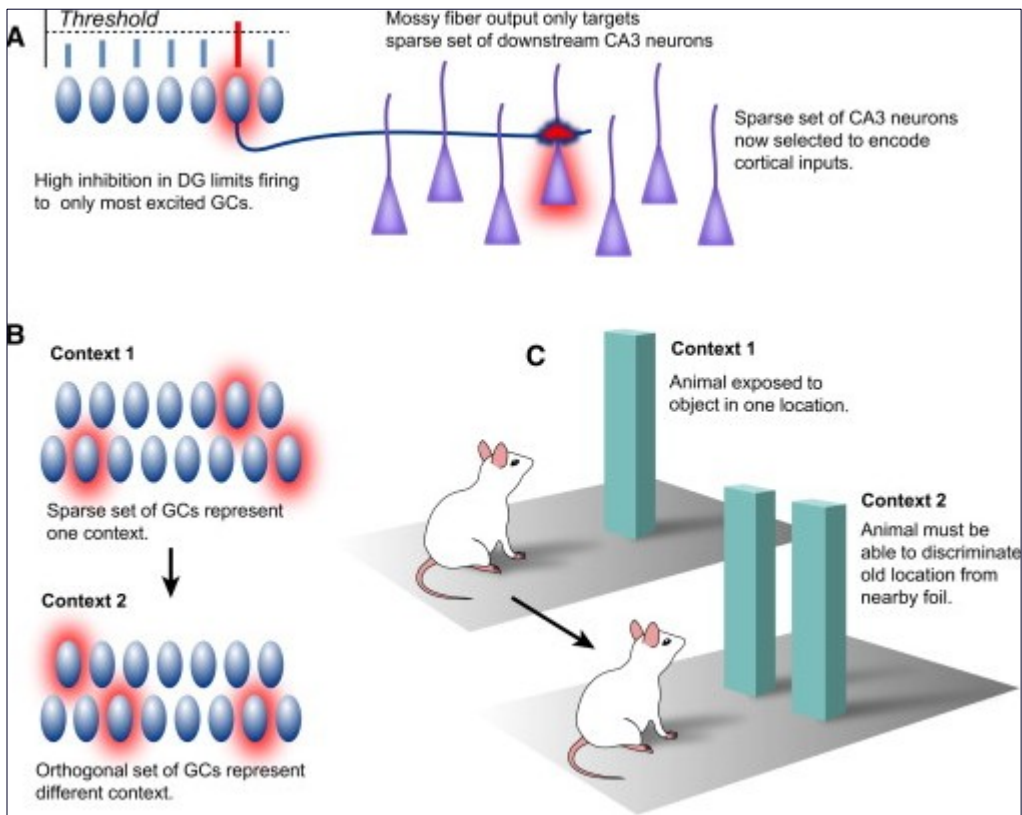 A
Threshold
High inhibition in DG limits firing
to only most excited GCs.
Mossy fiber output only targets
sparse set of downstream CA3 neurons
Sparse set of CA3 neurons
now selected to encode
cortical inputs.
B
Context 1
Sparse set of GCs represent
one context.
Context 2
Orthogonal set of GCs represent
different context.
C
Context 1
Animal exposed to
object in one location.
Context 2
Animal must be
able to discriminate
old location from
nearby foil.